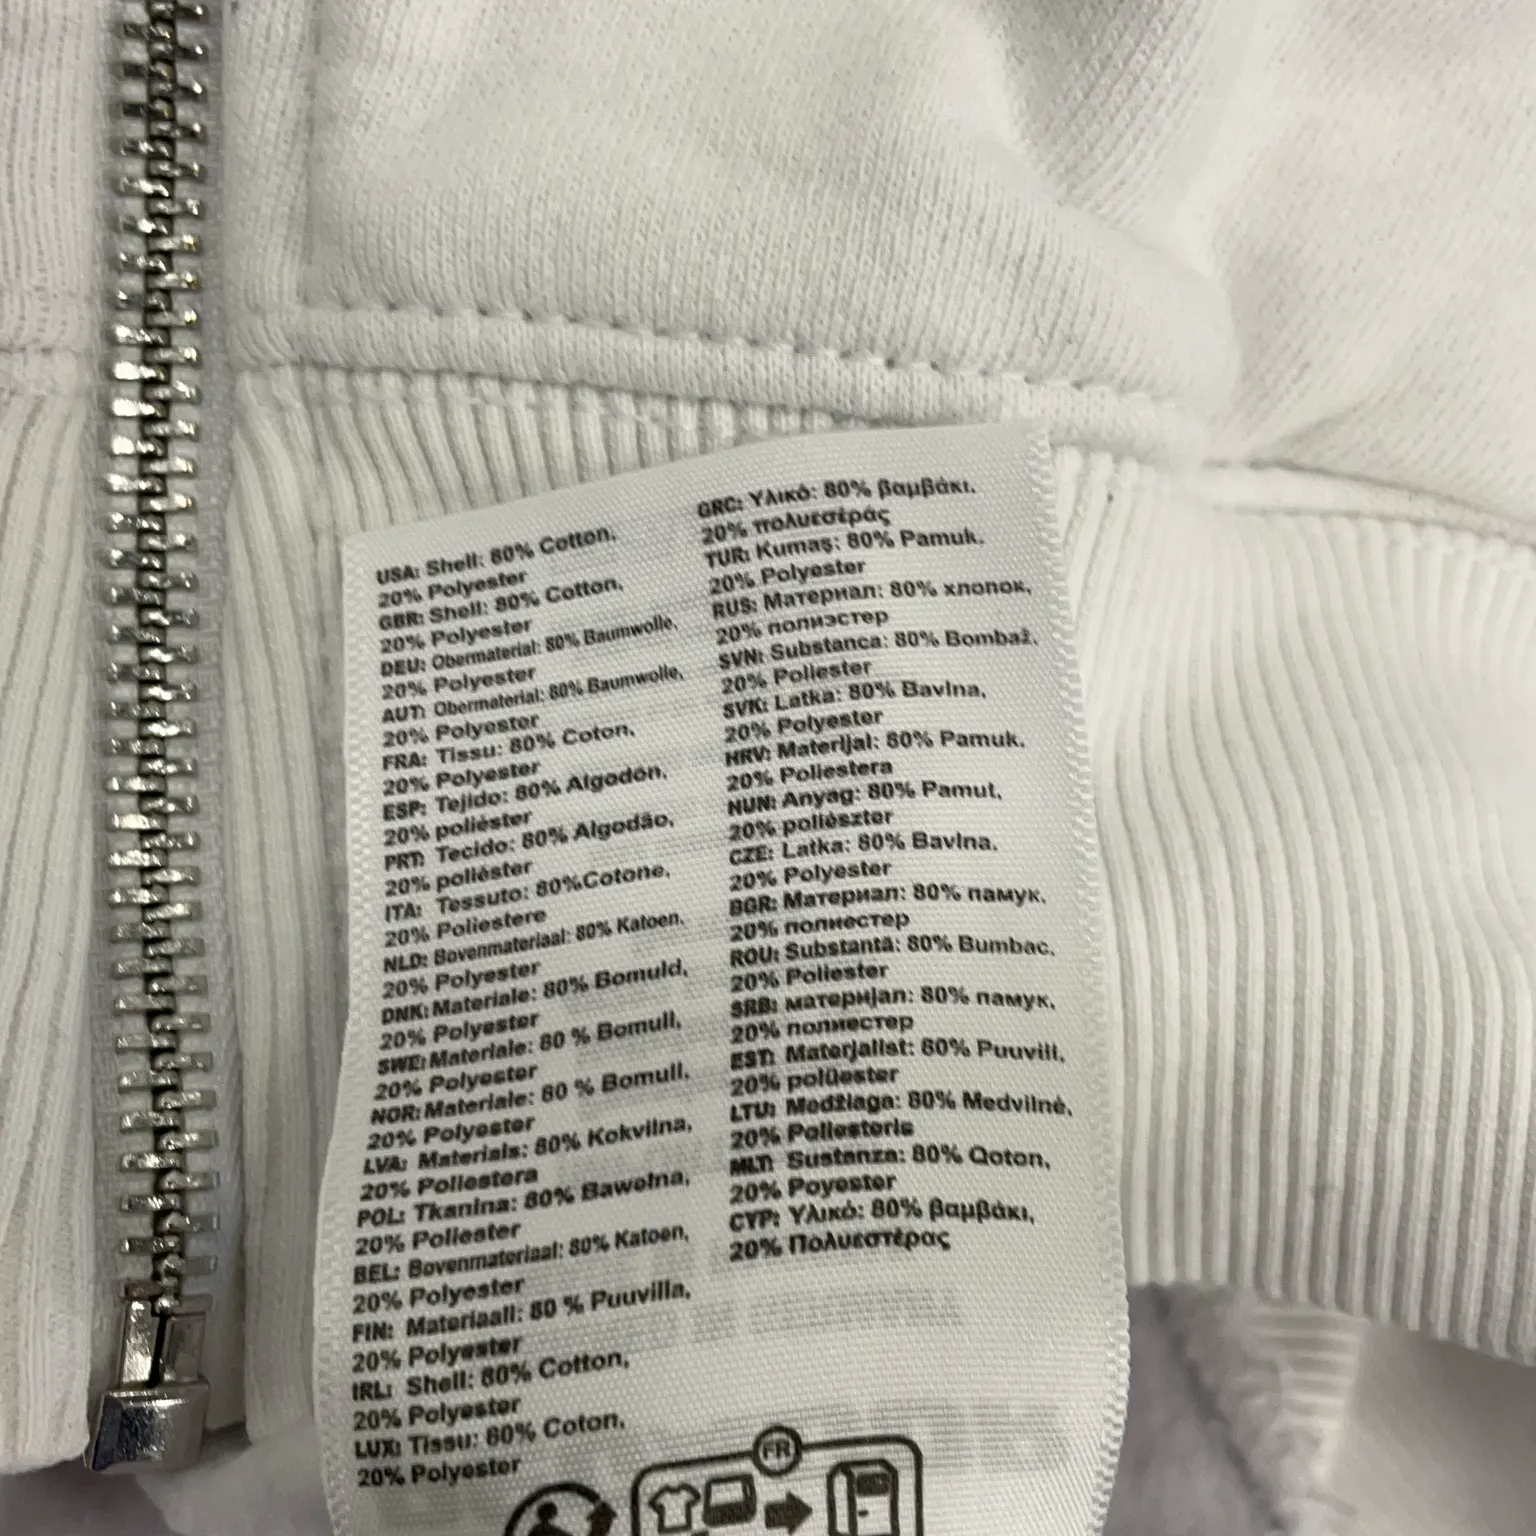 USA: Shell: 80% Cotton,
20% Polyester
GBR: Shell: 80% Cotton,
20% Polyester
DEU: Obermaterial: 80% Baumwolle,
20% Polyester
AUT: Obermaterial: 80% Baumwolle,
20% Polyester
FRA: Tissu: 80% Coton,
20% Polyester
ESP: Tejido: 80% Algodón,
20% poliéster
PRT: Tecido: 80% Algodão,
20% poliéster
ITA: Tessuto: 80%Cotone,
20% Poliestere
NLD: Bovenmateriaal: 80% Katoen,
20% Polyester
DNK: Materiale: 80% Bomuld,
20% Polyester
SWE: Materiale: 80 % Bomull,
20% Polyester
NOR: Materiale: 80 % Bomull,
20% Polyester
LVA: Materials: 80% Kokvilna,
20% Poliestera
POL: Tkanina: 80% Bawełna,
20% Poliester
BEL: Bovenmateriaal: 80% Katoen,
20% Polyester
FIN: Materiaali: 80 % Puuvilla,
20% Polyester
IRL: Shell: 80% Cotton,
20% Polyester
LUX: Tissu: 80% Coton,
20% Polyester
GRC: Υλικό: 80% βαμβάκι,
20% πολυεστέρας
TUR: Kumaş: 80% Pamuk,
20% Polyester
RUS: Материал: 80% хлопок,
20% полиэстер
SVN: Substanca: 80% Bombaž,
20% Poliester
SVK: Latka: 80% Bavlna,
20% Polyester
HRV: Materijal: 80% Pamuk,
20% Poliestera
HUN: Anyag: 80% Pamut,
20% poliészter
CZE: Latka: 80% Bavlna,
20% Polyester
BGR: Материал: 80% памук,
20% полиестер
ROU: Substantă: 80% Bumbac,
20% Poliester
SRB: материјал: 80% памук,
20% полиестер
EST: Materjalist: 80% Puuvill,
20% polüester
LTU: Medžiaga: 80% Medvilnė,
20% Poliesteris
MLT: Sustanza: 80% Qoton,
20% Poyester
CYP: Υλικό: 80% βαμβάκι,
20% Πολυεστέρας
FR